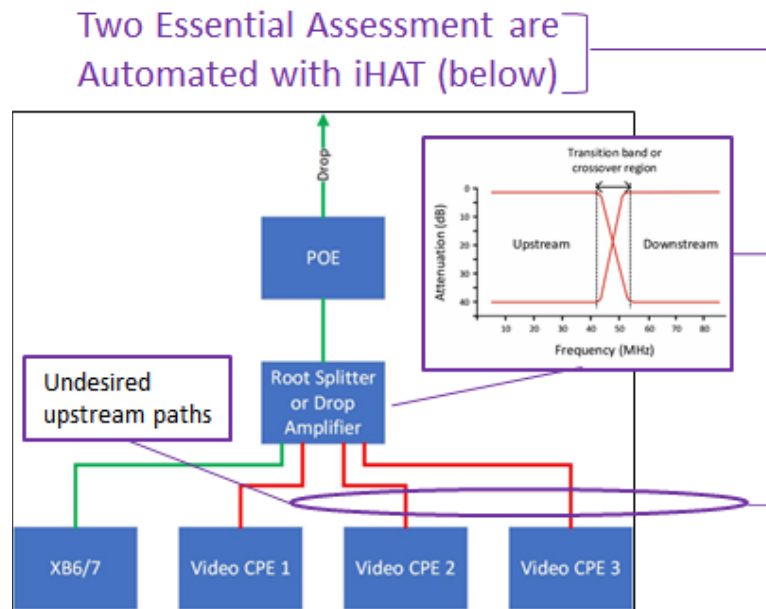 Two Essential Assessment are
Automated with iHAT (below)
Drop
POE
Transition band or
crossover region
0
10
20
30
40
Attenuation (dB)
Upstream
Downstream
10 20 30 40 50 60 70 80
Frequency (MHz)
Undesired
upstream paths
Root Splitter
or Drop
Amplifier
XB6/7
Video CPE 1
Video CPE 2
Video CPE 3